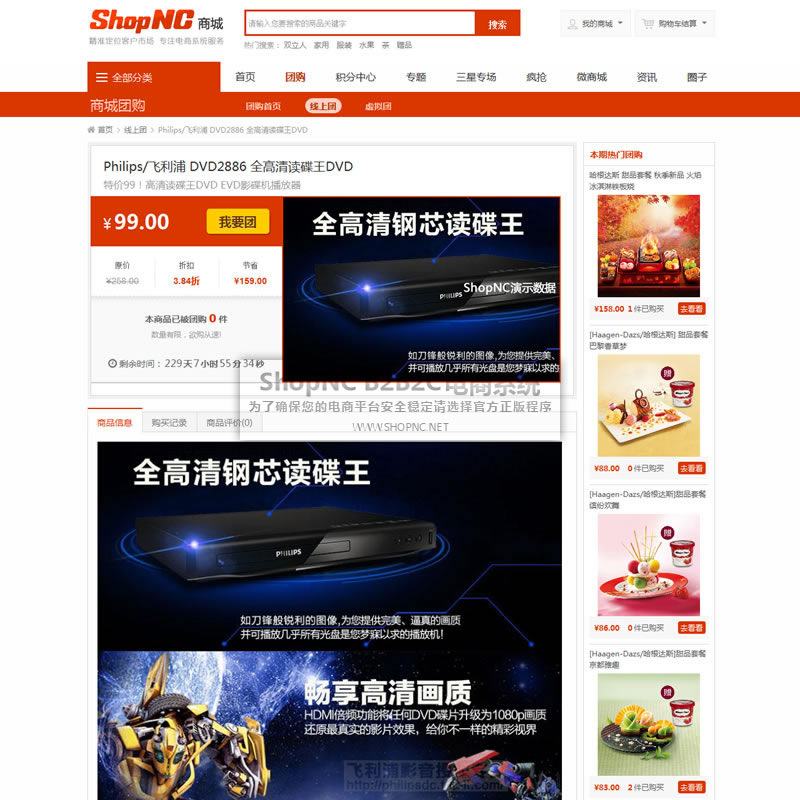 ShopNC 商城
精准定位客户市场 专注电商系统服务
请输入您要搜索的商品关键字
搜索
我的商城
购物车结算
热门搜索： 双立人 家用 服装 水果 茶 赠品
全部分类
首页 团购 积分中心 专题 三星专场 疯抢 微商城 资讯 圈子
商城团购
团购首页 线上团 虚拟团
首页 > 线上团 > Philips/飞利浦 DVD2886 全高清读碟王DVD
Philips/飞利浦 DVD2886 全高清读碟王DVD
特价99！高清读碟王DVD EVD影碟机播放器
¥99.00
我要团
原价 折扣 节省
¥258.00 3.84折 ¥159.00
本商品已被团购 0 件
数量有限，欲购从速!
剩余时间：229天7小时55分34秒
全高清钢芯读碟王
PHILIPS
ShopNC演示数据
如刀锋般锐利的图像,为您提供完美、
并可播放几乎所有光盘是您梦寐以求的
ShopNC B2B2C电商系统
为了确保您的电商平台安全稳定请选择官方正版程序
WWW.SHOPNC.NET
商品信息 购买记录 商品评价(0)
全高清钢芯读碟王
PHILIPS
如刀锋般锐利的图像,为您提供完美、逼真的画质
并可播放几乎所有光盘是您梦寐以求的播放机!
畅享高清画质
HDMI倍频功能将任何DVD碟片升级为1080p画质
还原最真实的影片效果，给你不一样的精彩视界
本期热门团购
哈根达斯 甜品套餐 秋季新品 火焰
冰淇淋铁板烧
¥158.00 1 件已购买 去看看
[Haagen-Dazs/哈根达斯] 甜品套餐
巴黎春草梦
赠
¥88.00 0 件已购买 去看看
[Haagen-Dazs/哈根达斯]甜品套餐
缤纷欢舞
赠
¥86.00 0 件已购买 去看看
[Haagen-Dazs/哈根达斯]甜品套餐
京都雅趣
赠
¥83.00 2 件已购买 去看看